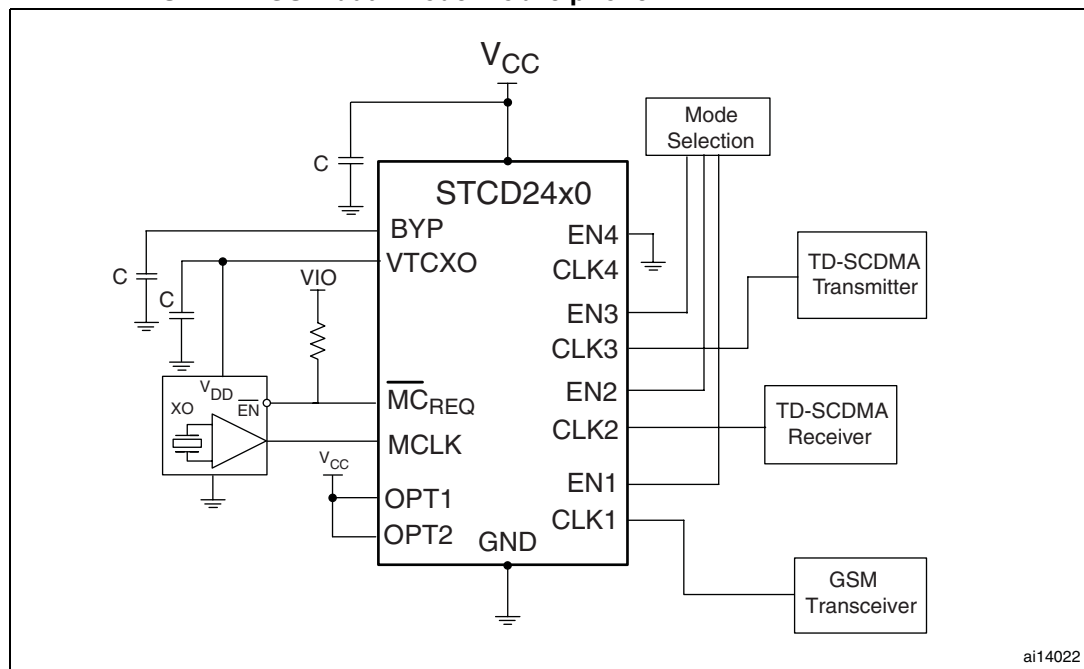 VCC
Mode
Selection
C
STCD24x0
BYP
EN4
VTCXO
CLK4
TD-SCDMA
Transmitter
C
C
VIO
EN3
CLK3
VDD
EN2
XO
EN
MCREQ
CLK2
TD-SCDMA
Receiver
MCLK
VCC
EN1
OPT1
CLK1
OPT2
GND
GSM
Transceiver
ai14022